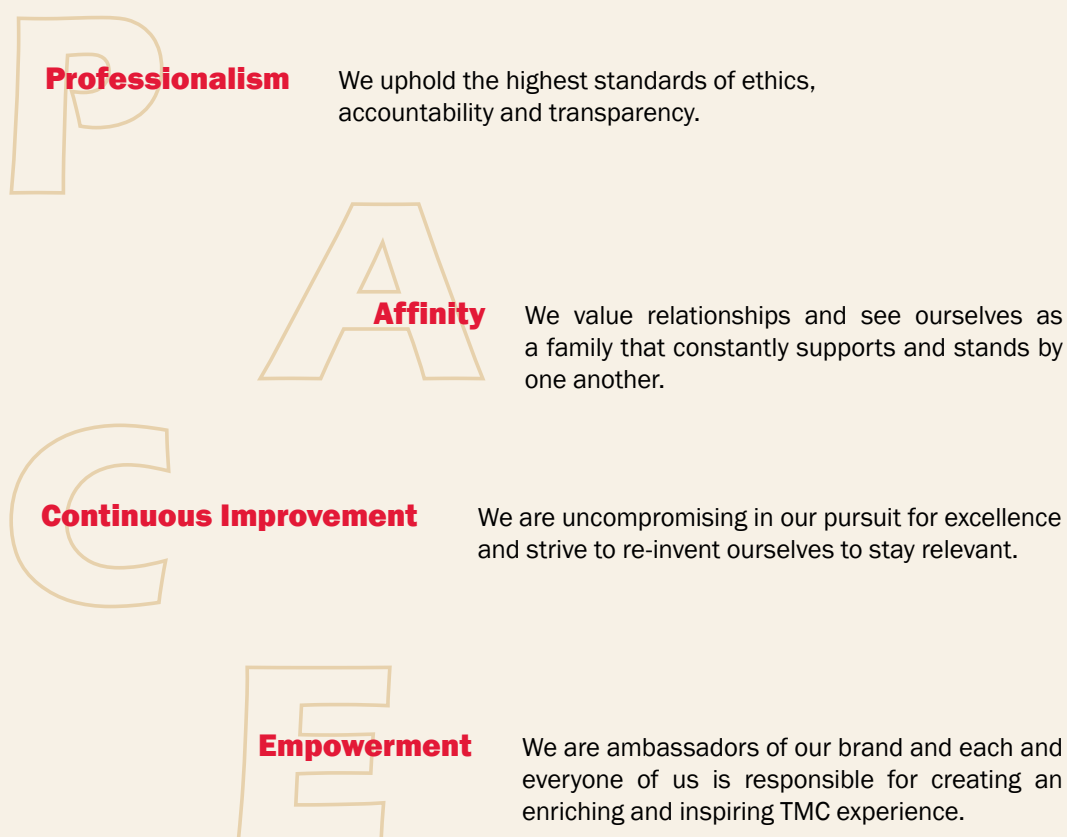 P
Professionalism
We uphold the highest standards of ethics,
accountability and transparency.
A
Affinity
We value relationships and see ourselves as
a family that constantly supports and stands by
one another.
C
Continuous Improvement
We are uncompromising in our pursuit for excellence
and strive to re-invent ourselves to stay relevant.
E
Empowerment
We are ambassadors of our brand and each and
everyone of us is responsible for creating an
enriching and inspiring TMC experience.